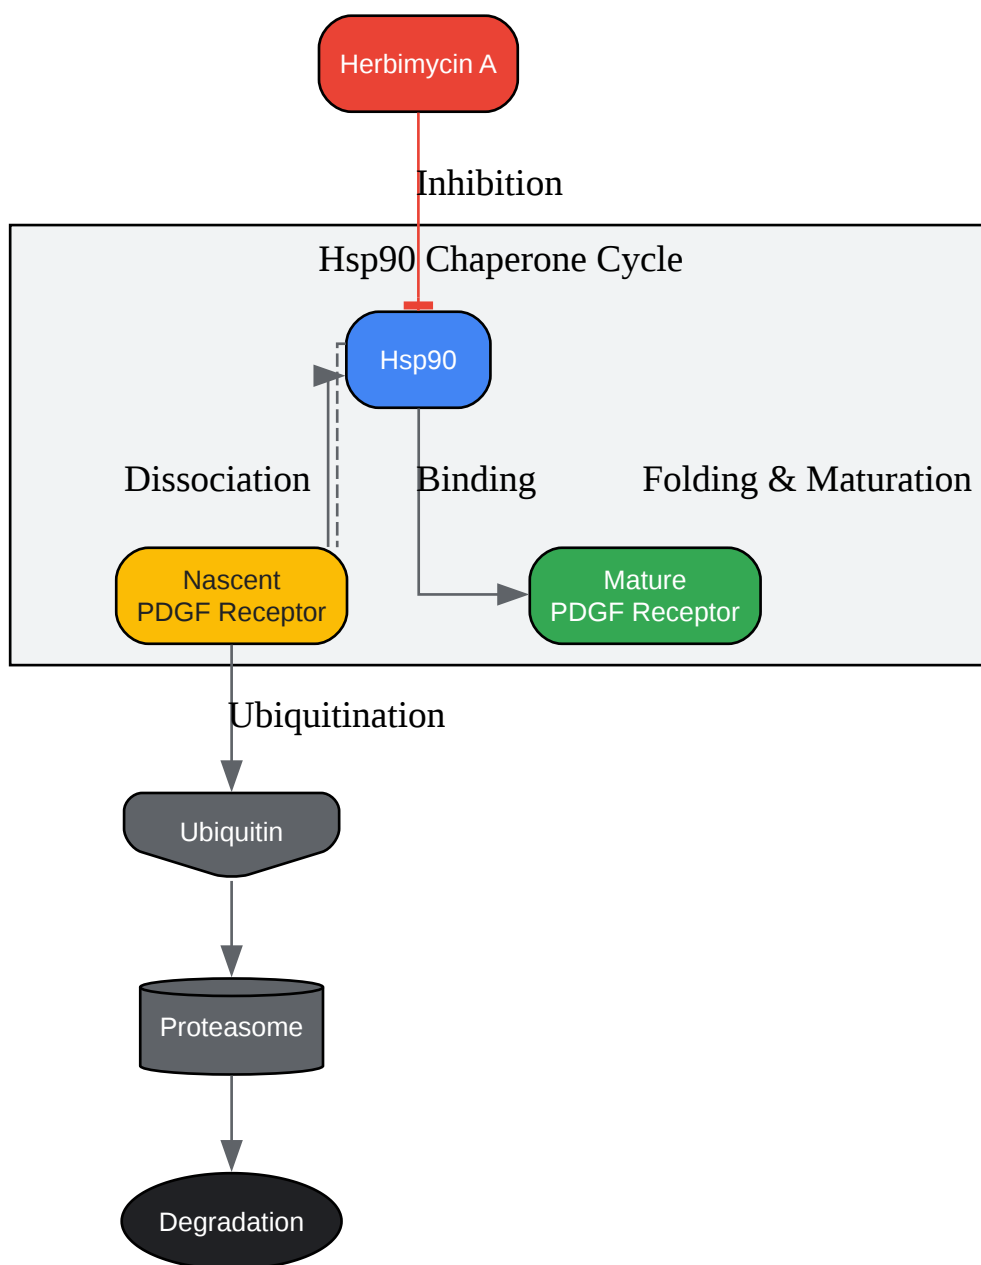 Herbimycin A
Inhibition
Hsp90 Chaperone Cycle
Hsp90
Dissociation
Binding
Folding & Maturation
Nascent
PDGF Receptor
Mature
PDGF Receptor
Ubiquitination
Ubiquitin
Proteasome
Degradation